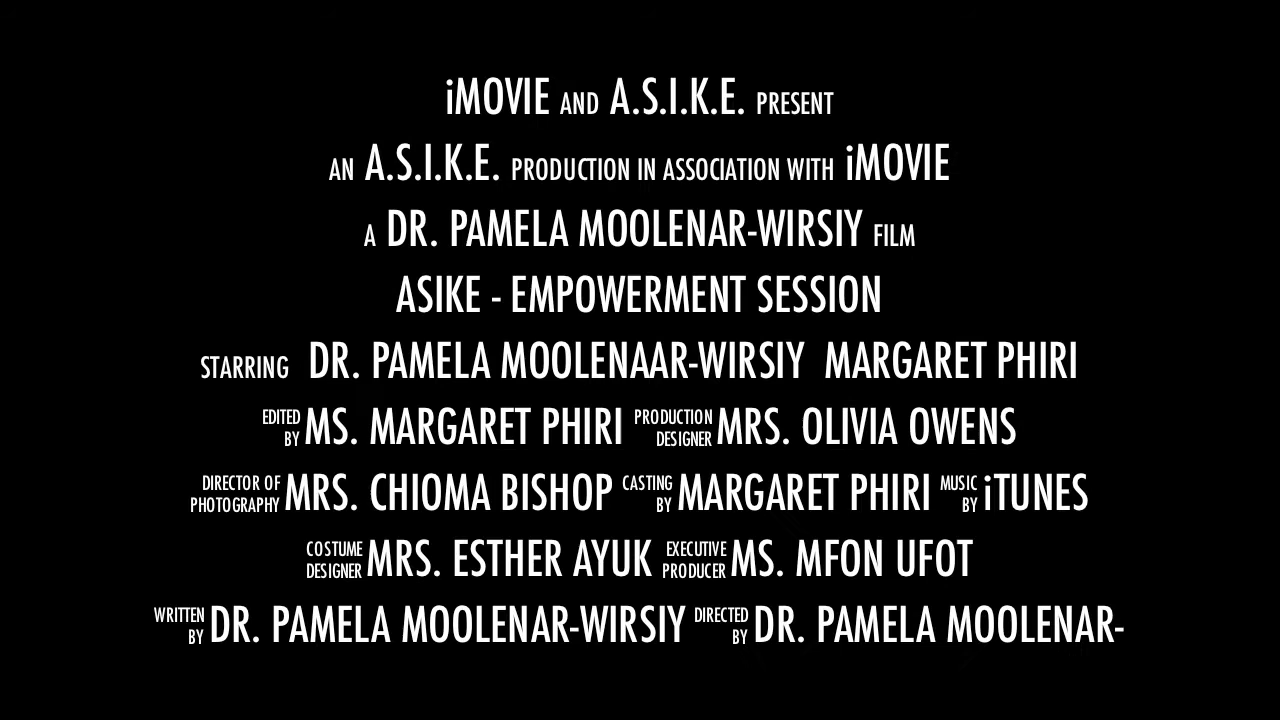 iMOVIE AND A.S.I.K.E. PRESENT
AN A.S.I.K.E. PRODUCTION IN ASSOCIATION WITH iMOVIE
A DR. PAMELA MOOLENAR-WIRSIY FILM
ASIKE - EMPOWERMENT SESSION
STARRING DR. PAMELA MOOLENAAR-WIRSIY MARGARET PHIRI
EDITED BY MS. MARGARET PHIRI PRODUCTION DESIGNER MRS. OLIVIA OWENS
DIRECTOR OF PHOTOGRAPHY MRS. CHIOMA BISHOP CASTING BY MARGARET PHIRI MUSIC BY iTUNES
COSTUME DESIGNER MRS. ESTHER AYUK EXECUTIVE PRODUCER MS. MFON UFOT
WRITTEN BY DR. PAMELA MOOLENAR-WIRSIY DIRECTED BY DR. PAMELA MOOLENAR-